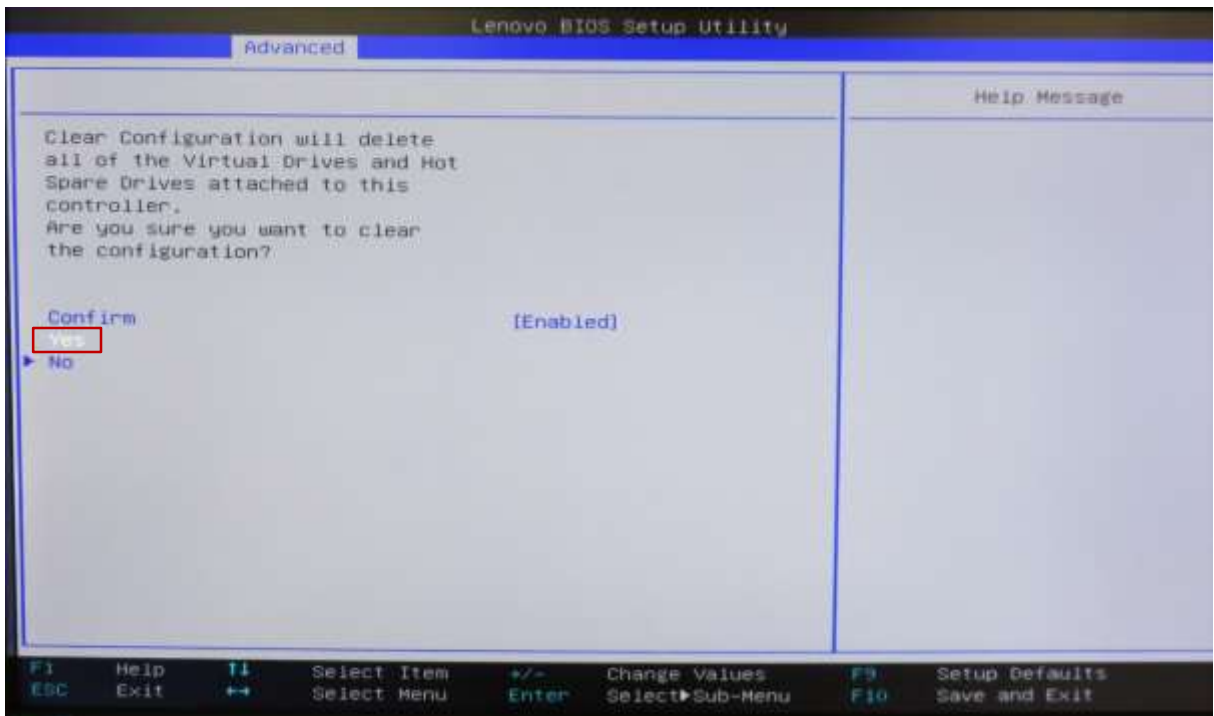 Lenovo BIOS Setup Utility
Advanced
Help Message
Clear Configuration will delete
all of the Virtual Drives and Hot
Spare Drives attached to this
controller.
Are you sure you want to clear
the configuration?
Confirm [Enabled]
Yes
▶ No
F1 Help ↑↓ Select Item +/- Change Values F9 Setup Defaults
ESC Exit ←→ Select Menu Enter Select▶Sub-Menu F10 Save and Exit